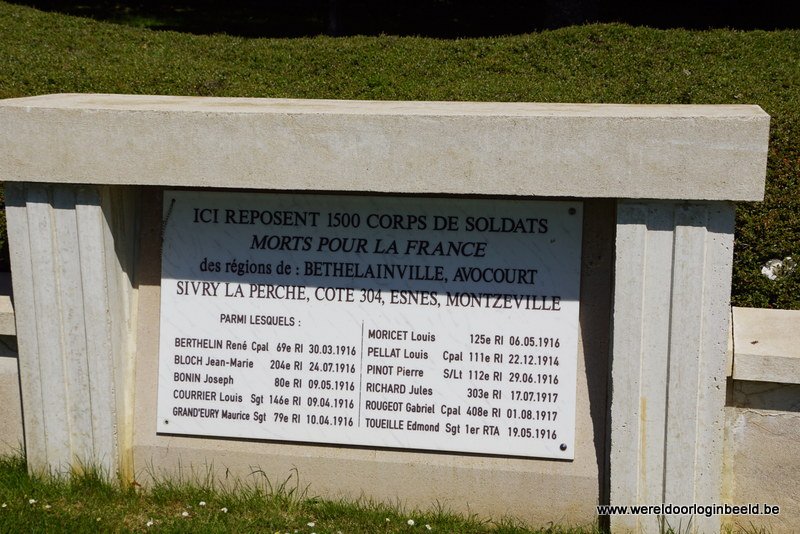 ICI REPOSENT 1500 CORPS DE SOLDATS
MORTS POUR LA FRANCE
des régions de : BETHELAINVILLE, AVOCOURT
SIVRY LA PERCHE, COTE 304, ESNES, MONTZEVILLE
PARMI LESQUELS :
BERTHELIN René Cpal 69e RI 30.03.1916
BLOCH Jean-Marie 204e RI 24.07.1916
BONIN Joseph 80e RI 09.05.1916
COURRIER Louis Sgt 146e RI 09.04.1916
GRAND'EURY Maurice Sgt 79e RI 10.04.1916
MORICET Louis 125e RI 06.05.1916
PELLAT Louis Cpal 111e RI 22.12.1914
PINOT Pierre S/Lt 112e RI 29.06.1916
RICHARD Jules 303e RI 17.07.1917
ROUGEOT Gabriel Cpal 408e RI 01.08.1917
TOUEILLE Edmond Sgt 1er RTA 19.05.1916
www.wereldoorloginbeeld.be